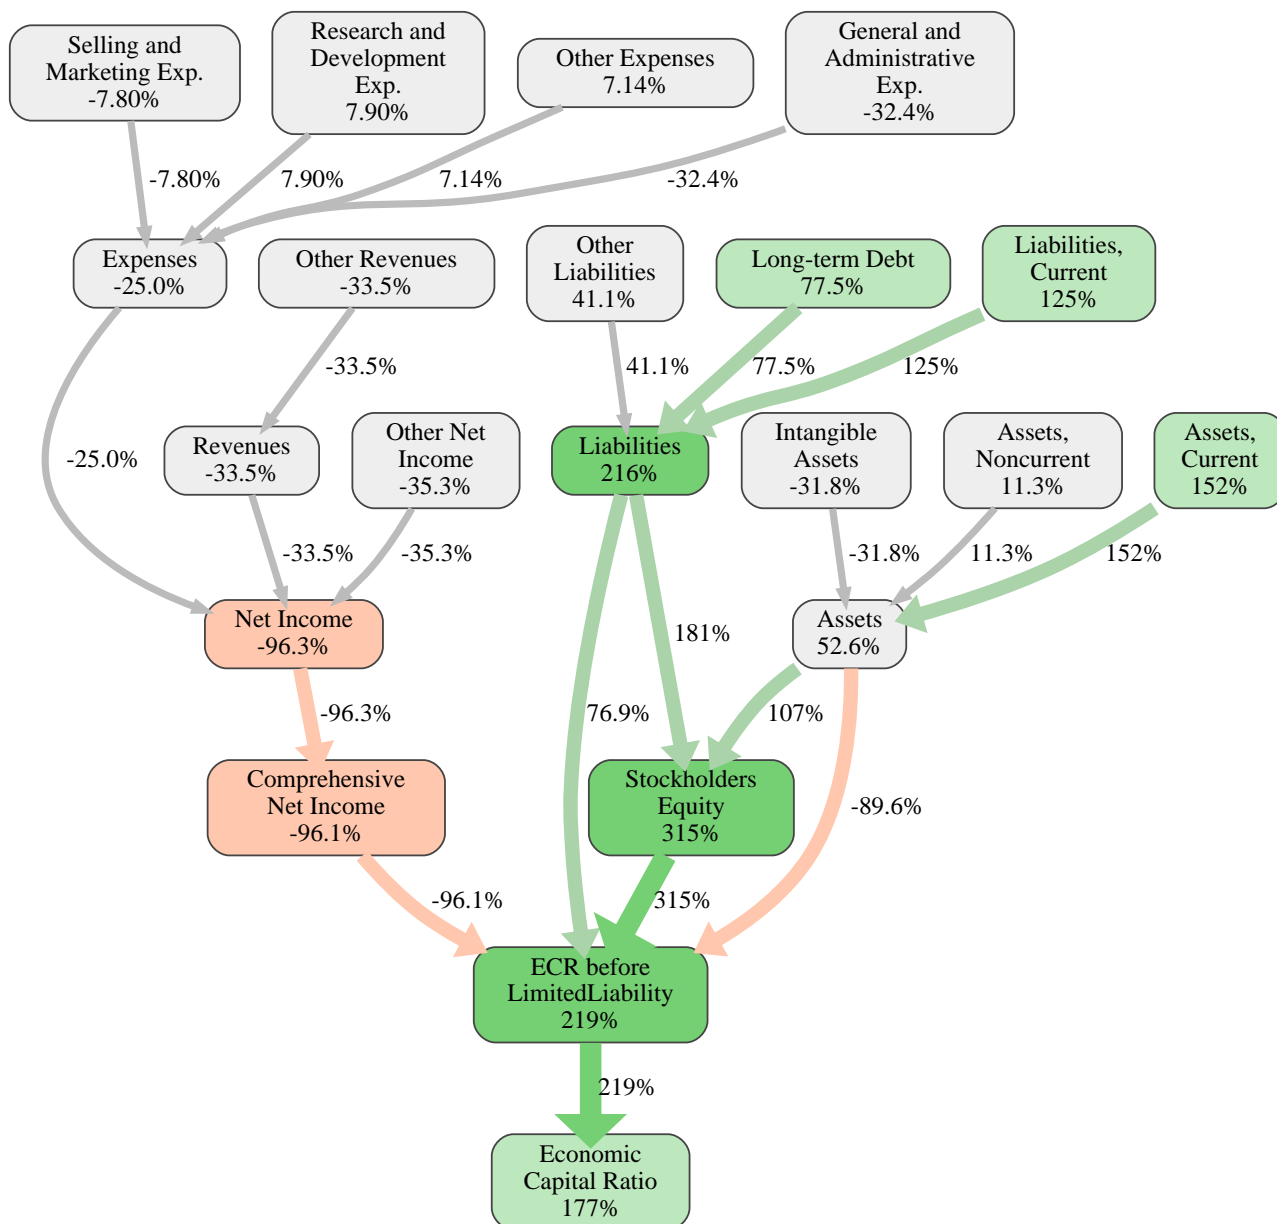 Selling and
Marketing Exp.
-7.80%
Research and
Development
Exp.
7.90%
Other Expenses
7.14%
General and
Administrative
Exp.
-32.4%
-7.80%
7.90%
7.14%
-32.4%
Expenses
-25.0%
Other Revenues
-33.5%
Other
Liabilities
41.1%
Long-term Debt
77.5%
Liabilities,
Current
125%
-33.5%
41.1%
77.5%
125%
-25.0%
Revenues
-33.5%
Other Net
Income
-35.3%
Liabilities
216%
Intangible
Assets
-31.8%
Assets,
Noncurrent
11.3%
Assets,
Current
152%
-33.5%
-35.3%
-31.8%
11.3%
152%
Net Income
-96.3%
181%
Assets
52.6%
-96.3%
76.9%
107%
Comprehensive
Net Income
-96.1%
Stockholders
Equity
315%
-89.6%
-96.1%
315%
ECR before
LimitedLiability
219%
219%
Economic
Capital Ratio
177%